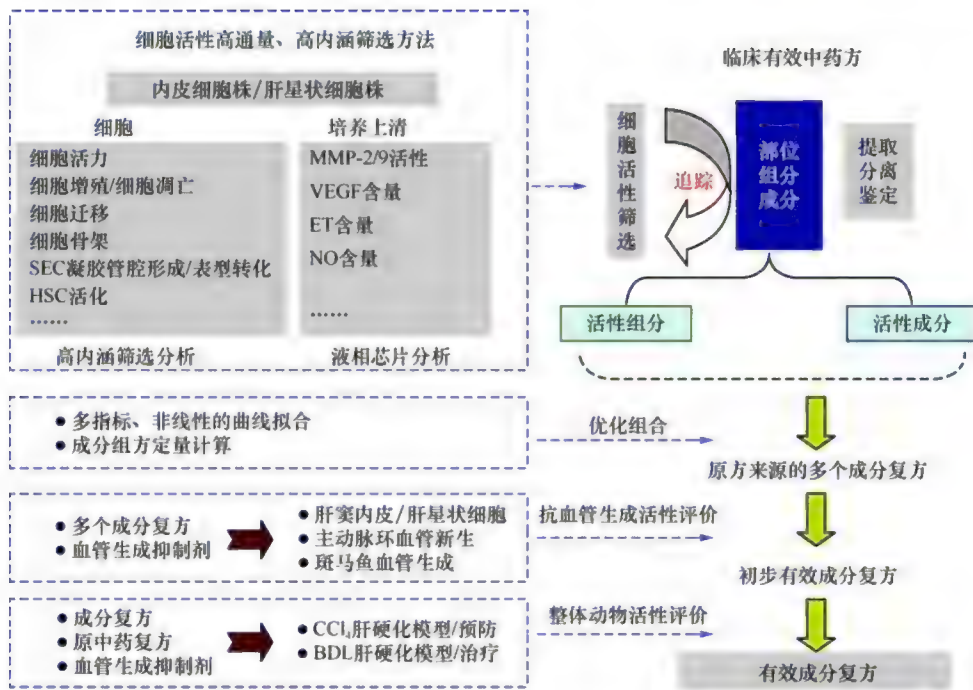 细胞活性高通量、高内涵筛选方法
内皮细胞株/肝星状细胞株
细胞
培养上清
细胞活力
细胞增殖/细胞凋亡
细胞迁移
细胞骨架
SEC凝胶管腔形成/表型转化
HSC活化
……
MMP-2/9活性
VEGF含量
ET含量
NO含量
……
高内涵筛选分析
液相芯片分析
临床有效中药方
细胞活性筛选
追踪
部位
组分
成分
提取
分离
鉴定
活性组分
活性成分
● 多指标、非线性的曲线拟合
● 成分组方定量计算
优化组合
原方来源的多个成分复方
● 多个成分复方
● 血管生成抑制剂
● 肝窦内皮/肝星状细胞
● 主动脉环血管新生
● 斑马鱼血管生成
抗血管生成活性评价
初步有效成分复方
● 成分复方
● 原中药复方
● 血管生成抑制剂
● CCl₄肝硬化模型/预防
● BDL肝硬化模型/治疗
整体动物活性评价
有效成分复方